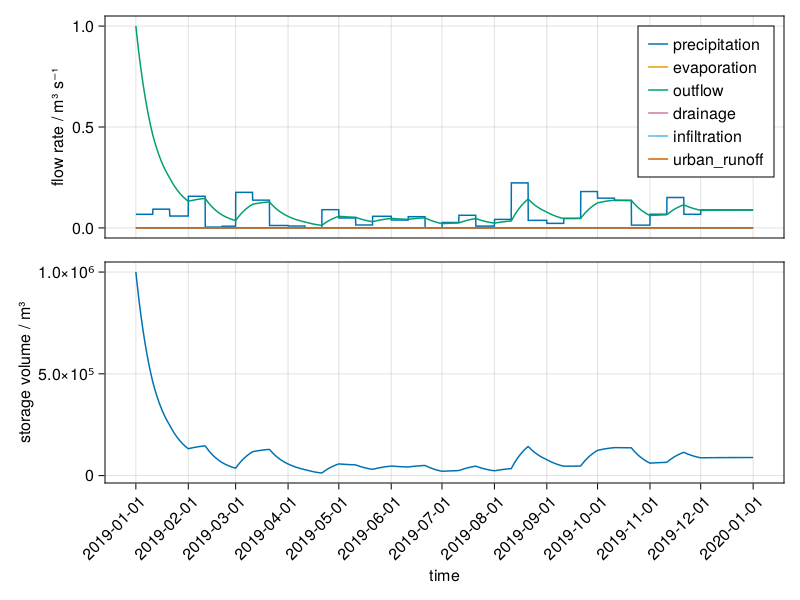 flow rate / m³ s⁻¹
1.0
0.5
0.0
precipitation
evaporation
outflow
drainage
infiltration
urban_runoff
storage volume / m³
1.0×10⁶
5.0×10⁵
0
2019-01-01
2019-02-01
2019-03-01
2019-04-01
2019-05-01
2019-06-01
2019-07-01
2019-08-01
2019-09-01
2019-10-01
2019-11-01
2019-12-01
2020-01-01
time